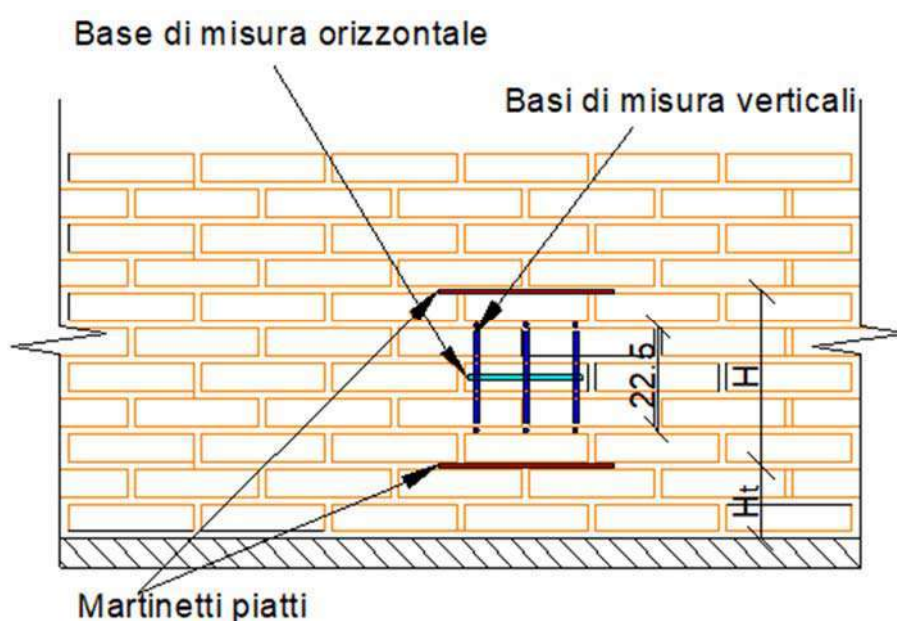 Base di misura orizzontale
Basi di misura verticali
22.5
H
Ht
Martinetti piatti